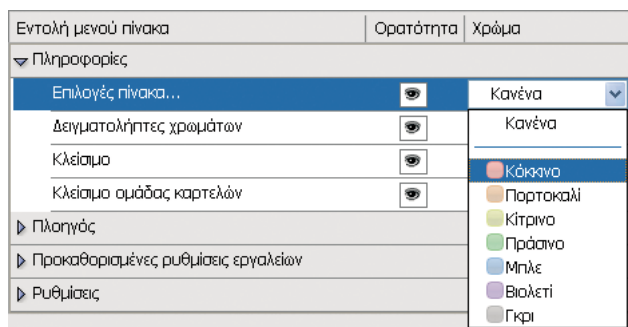 Εντολή μενού πίνακα Ορατότητα Χρώμα
Πληροφορίες
Επιλογές πίνακα... Κανένα
Δειγματολήπτες χρωμάτων Κανένα
Κλείσιμο Κόκκινο
Κλείσιμο ομάδας καρτελών Πορτοκαλί
Κίτρινο
Πλοηγός Πράσινο
Προκαθορισμένες ρυθμίσεις εργαλείων Μπλε
Ρυθμίσεις Βιολετί
Γκρι